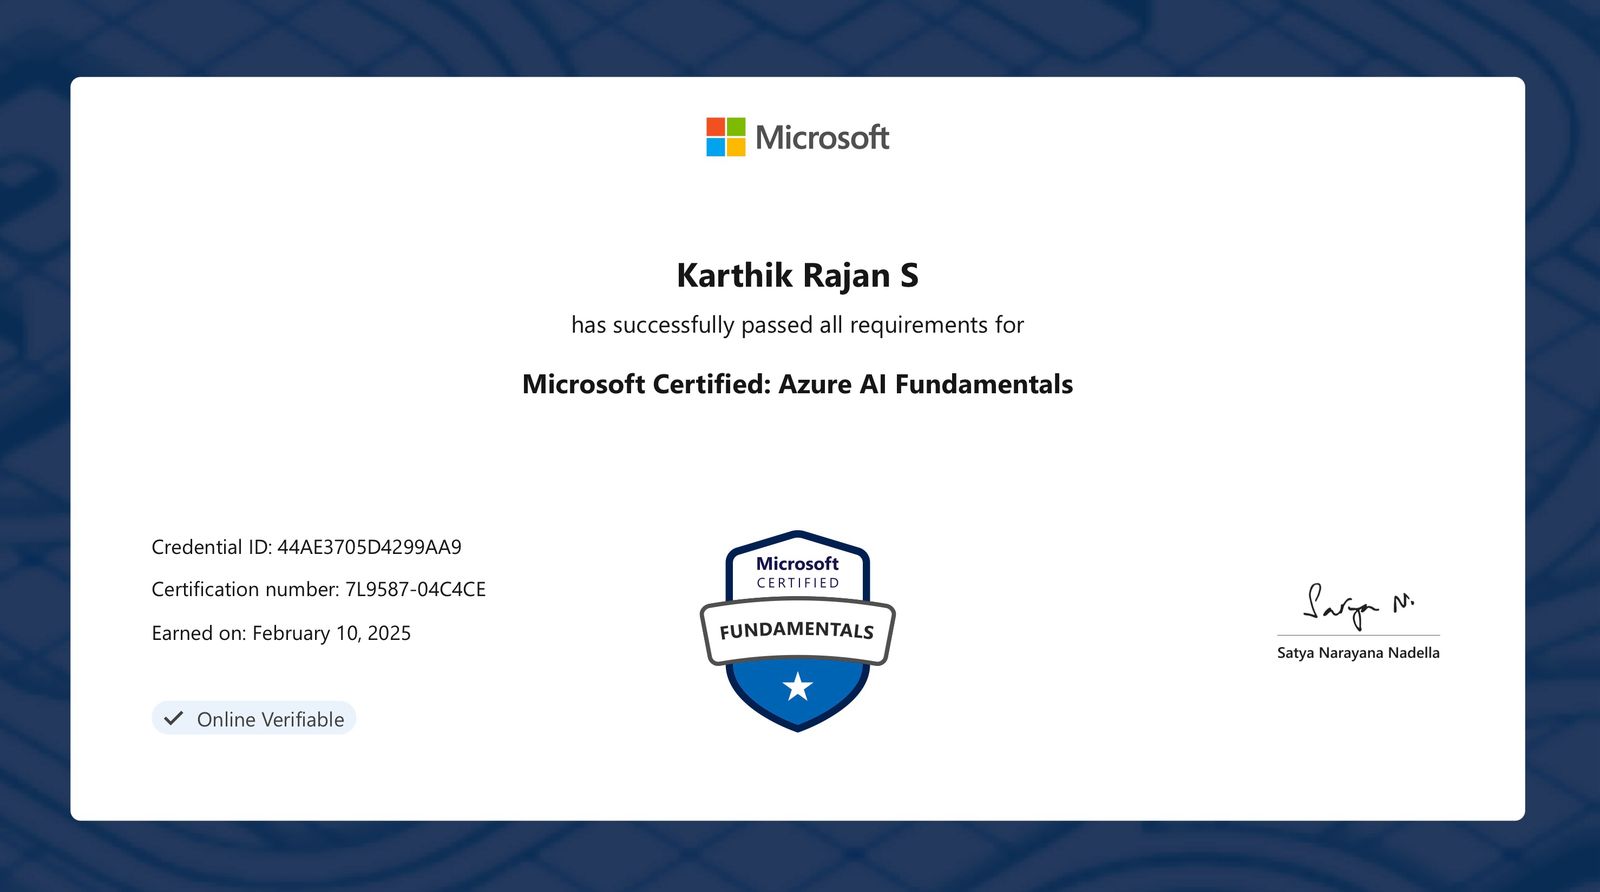 Microsoft
Karthik Rajan S
has successfully passed all requirements for
Microsoft Certified: Azure AI Fundamentals
Credential ID: 44AE3705D4299AA9
Certification number: 7L9587-04C4CE
Earned on: February 10, 2025
Online Verifiable
Microsoft
CERTIFIED
FUNDAMENTALS
Satya N.
Satya Narayana Nadella